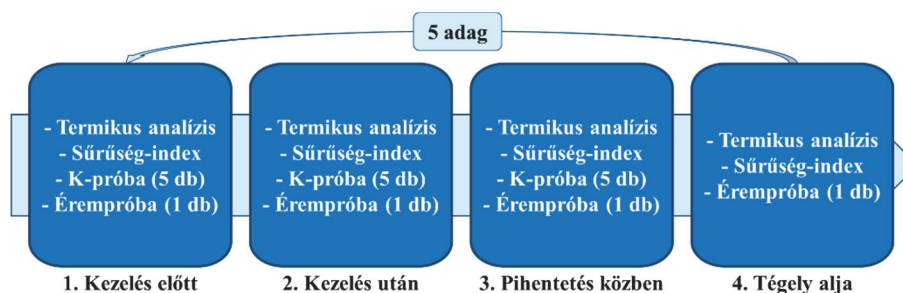 5 adag
- Termikus analízis
- Sűrűség-index
- K-próba (5 db)
- Érempróba (1 db)
1. Kezelés előtt
- Termikus analízis
- Sűrűség-index
- K-próba (5 db)
- Érempróba (1 db)
2. Kezelés után
- Termikus analízis
- Sűrűség-index
- K-próba (5 db)
- Érempróba (1 db)
3. Pihentetés közben
- Termikus analízis
- Sűrűség-index
- Érempróba (1 db)
4. Tégely alja